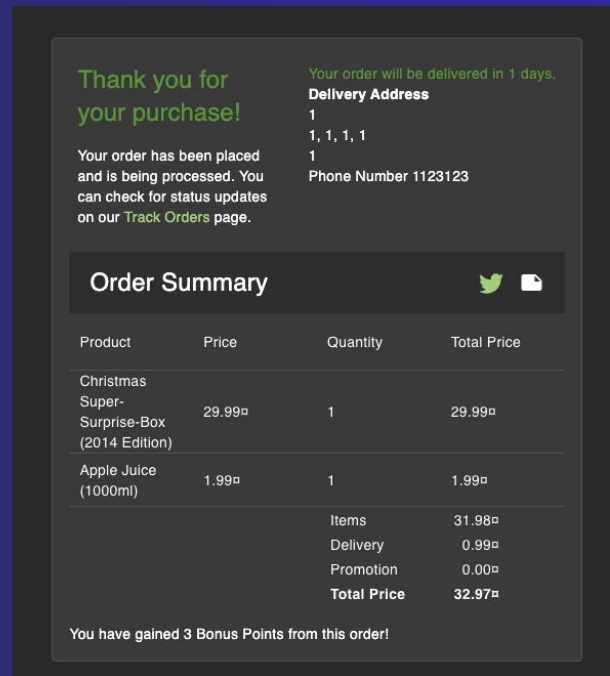 Thank you for
your purchase!
Your order has been placed
and is being processed. You
can check for status updates
on our Track Orders page.
Your order will be delivered in 1 days.
Delivery Address
1
1, 1, 1, 1
1
Phone Number 1123123
Order Summary
Product Price Quantity Total Price
Christmas
Super-
Surprise-Box
(2014 Edition)
29.99¤ 1 29.99¤
Apple Juice
(1000ml)
1.99¤ 1 1.99¤
Items 31.98¤
Delivery 0.99¤
Promotion 0.00¤
Total Price 32.97¤
You have gained 3 Bonus Points from this order!